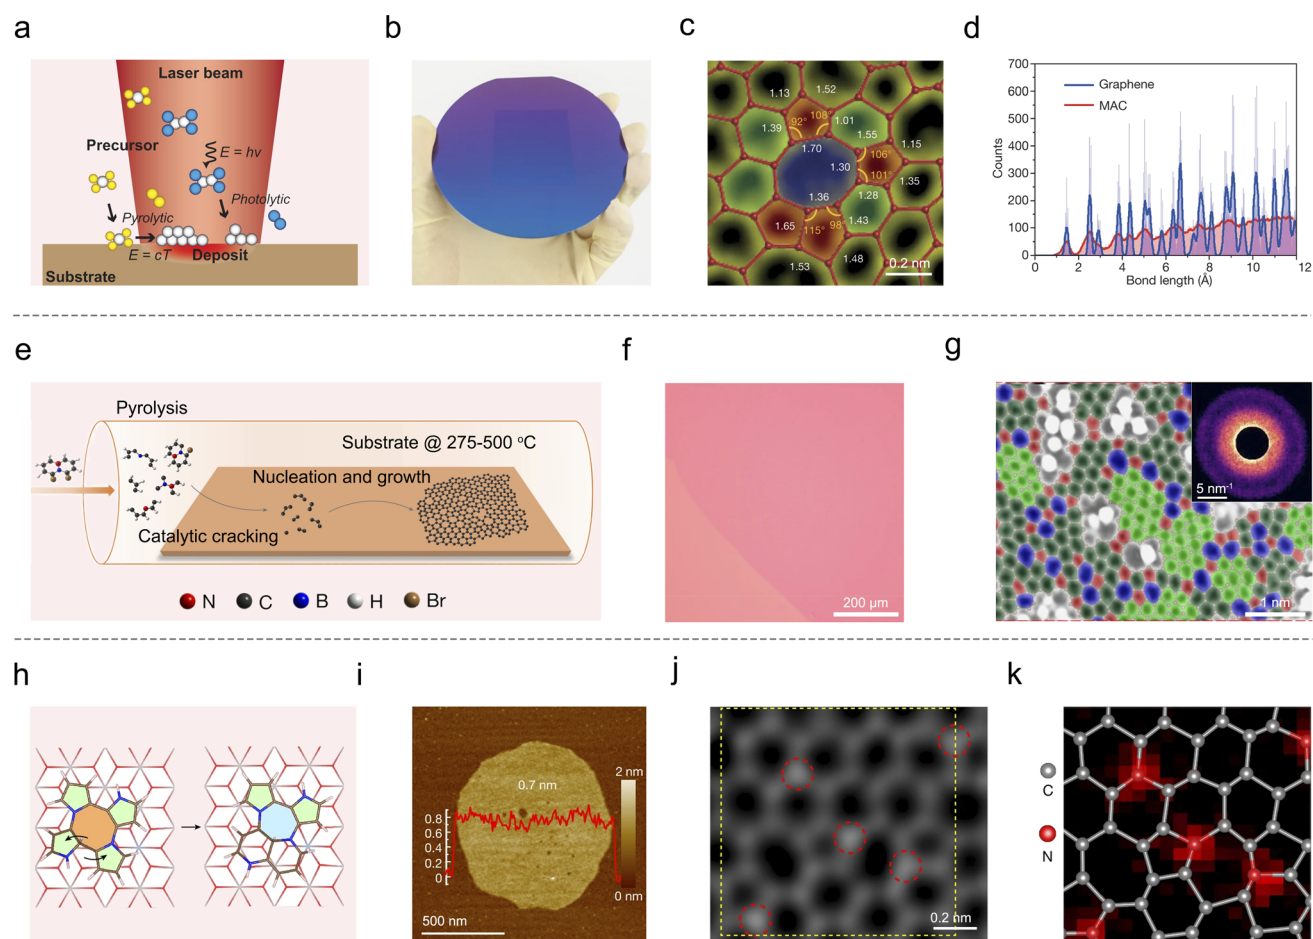 a
Laser beam
Precursor
E = hv
Pyrolytic
Photolytic
E = cT
Deposit
Substrate
b
c
1.13
1.52
92°
108°
1.01
1.39
1.55
1.15
1.70
106°
1.30
101°
1.35
1.36
1.28
1.43
1.65
115°
98°
1.53
1.48
0.2 nm
d
700
600
500
400
300
200
100
0
Counts
Graphene
MAC
0 2 4 6 8 10 12
Bond length (Å)
e
Pyrolysis
Substrate @ 275-500 °C
Nucleation and growth
Catalytic cracking
N C B H Br
f
200 μm
g
5 nm-1
1 nm
h
i
0.7 nm
2 nm
0.8
0.6
0.4
0.2
0
0 nm
500 nm
j
0.2 nm
k
C
N